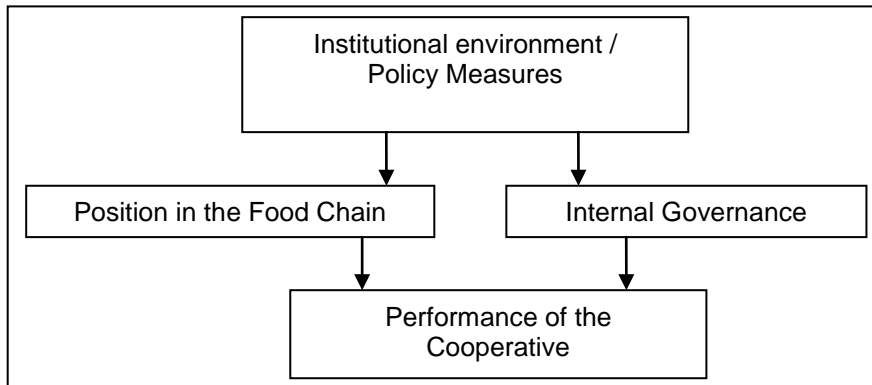 Institutional environment /
Policy Measures
Position in the Food Chain
Internal Governance
Performance of the
Cooperative